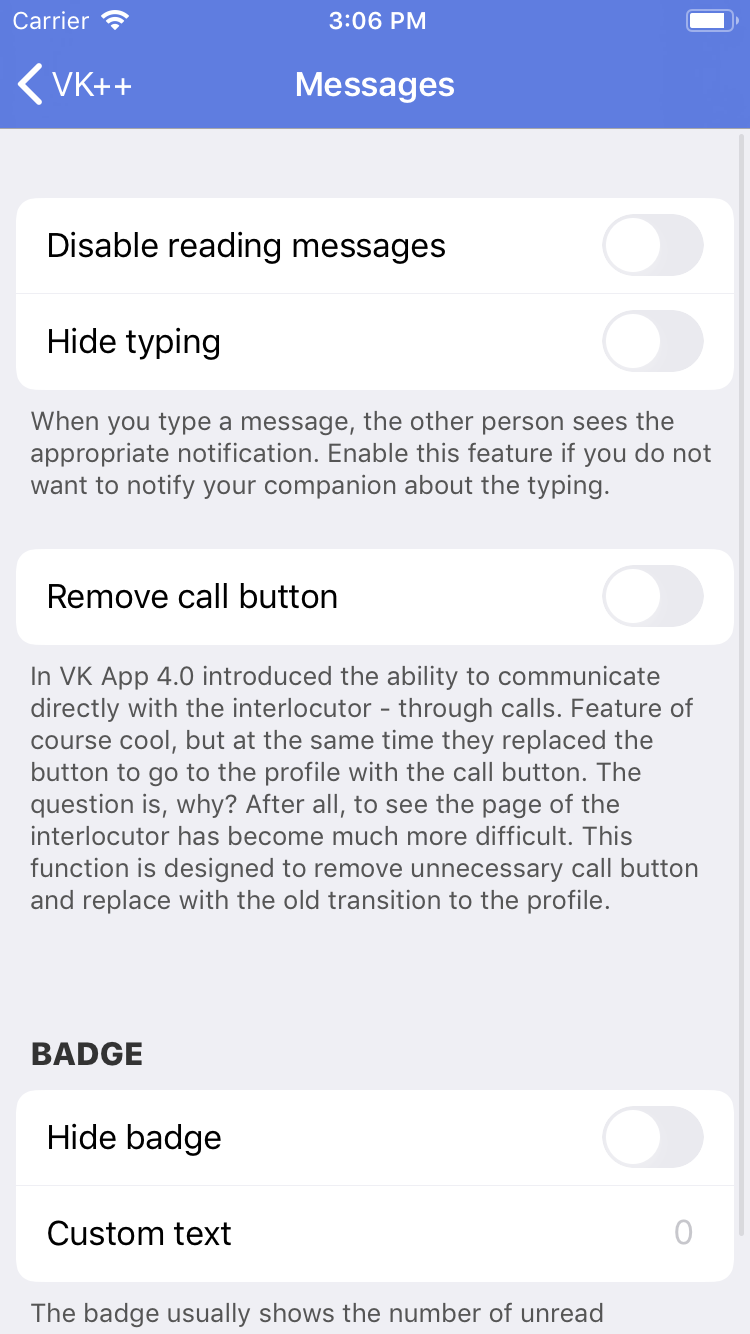 Carrier 3:06 PM
VK++ Messages
Disable reading messages
Hide typing
When you type a message, the other person sees the
appropriate notification. Enable this feature if you do not
want to notify your companion about the typing.
Remove call button
In VK App 4.0 introduced the ability to communicate
directly with the interlocutor - through calls. Feature of
course cool, but at the same time they replaced the
button to go to the profile with the call button. The
question is, why? After all, to see the page of the
interlocutor has become much more difficult. This
function is designed to remove unnecessary call button
and replace with the old transition to the profile.
BADGE
Hide badge
Custom text 0
The badge usually shows the number of unread